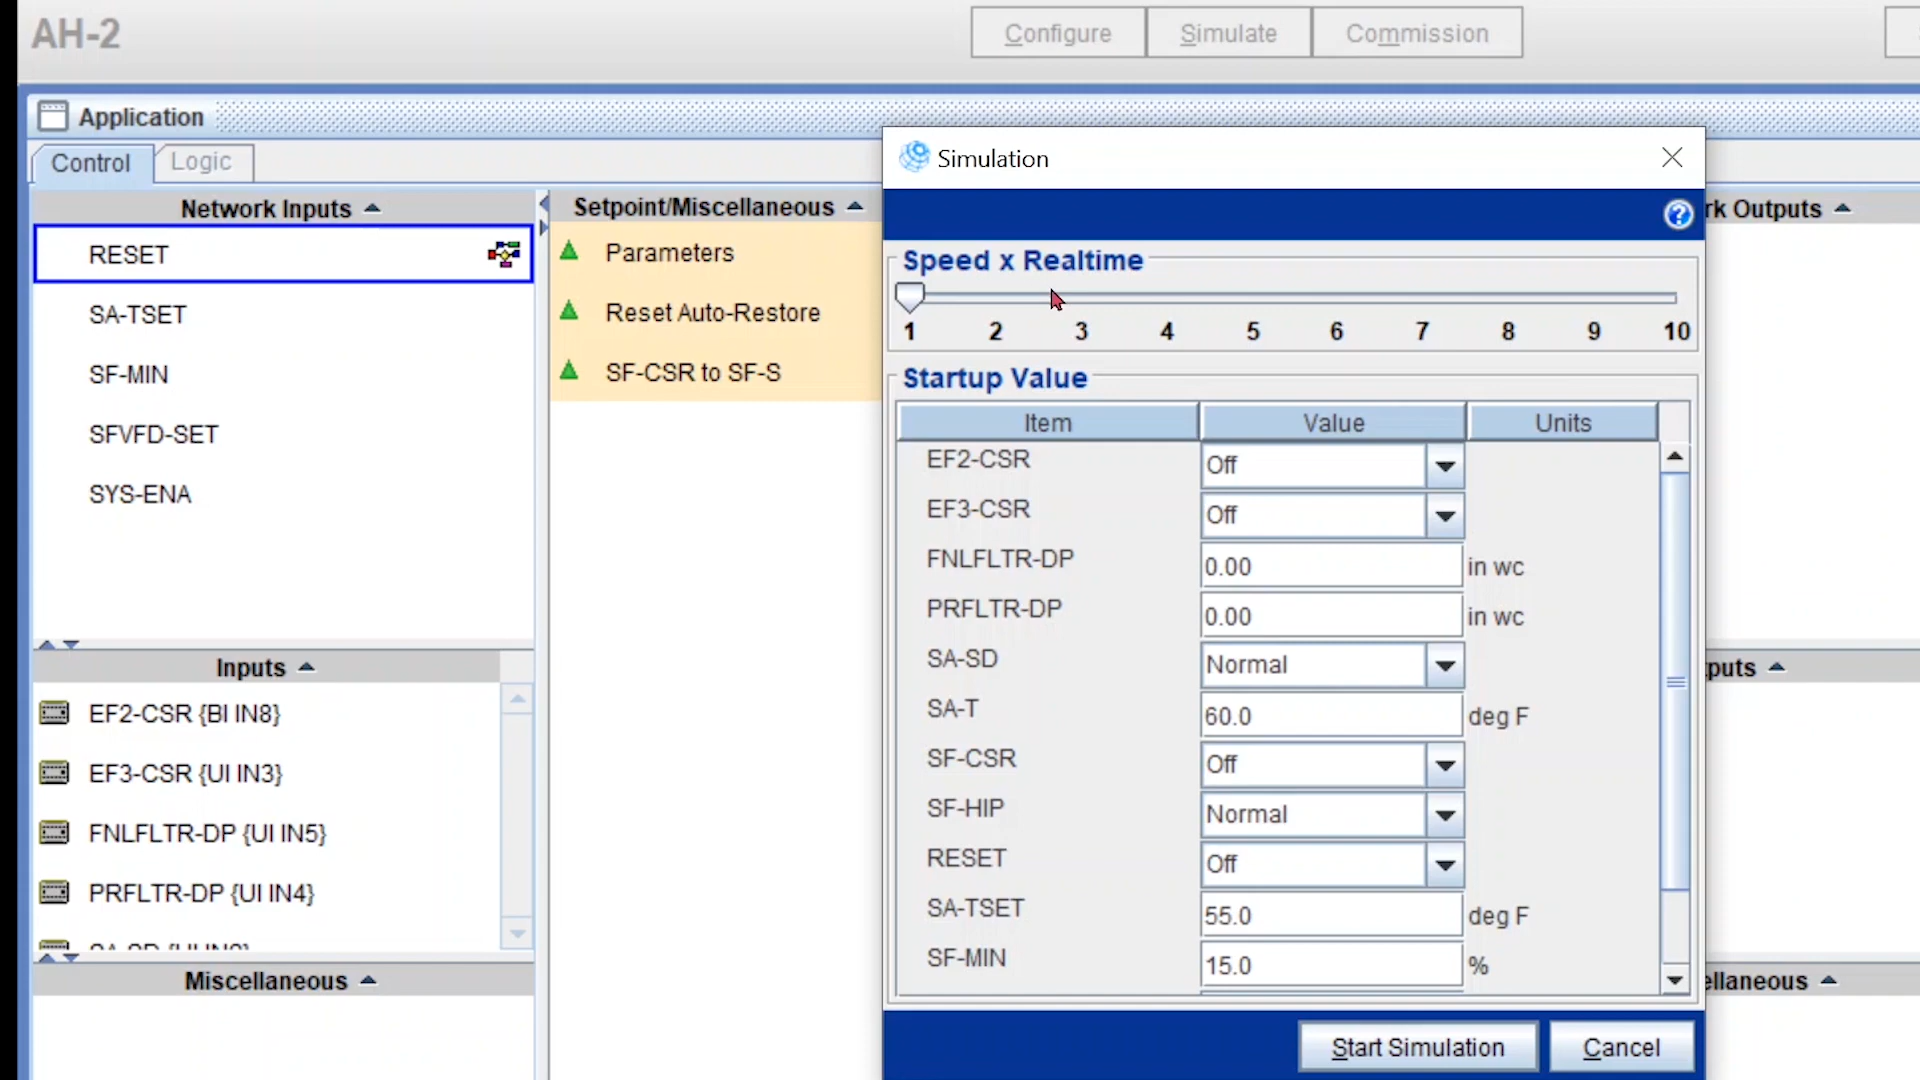 AH-2
Configure
Simulate
Commission
Application
Control
Logic
Network Inputs
RESET
SA-TSET
SF-MIN
SFVFD-SET
SYS-ENA
Inputs
EF2-CSR {BI IN8}
EF3-CSR {UI IN3}
FNLFLTR-DP {UI IN5}
PRFLTR-DP {UI IN4}
Miscellaneous
Setpoint/Miscellaneous
Parameters
Reset Auto-Restore
SF-CSR to SF-S
Simulation
Speed x Realtime
1 2 3 4 5 6 7 8 9 10
Startup Value
Item Value Units
EF2-CSR Off
EF3-CSR Off
FNLFLTR-DP 0.00 in wc
PRFLTR-DP 0.00 in wc
SA-SD Normal
SA-T 60.0 deg F
SF-CSR Off
SF-HIP Normal
RESET Off
SA-TSET 55.0 deg F
SF-MIN 15.0 %
Start Simulation
Cancel
rk Outputs
puts
ellaneous